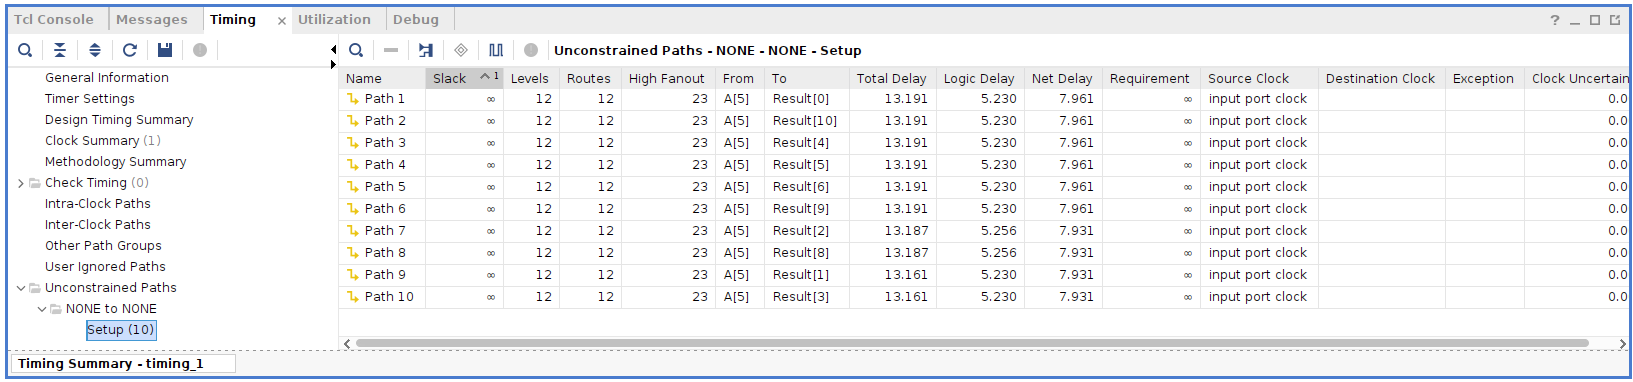 Tcl Console Messages Timing × Utilization Debug ?
Unconstrained Paths - NONE - NONE - Setup
General Information
Timer Settings
Design Timing Summary
Clock Summary (1)
Methodology Summary
Check Timing (0)
Intra-Clock Paths
Inter-Clock Paths
Other Path Groups
User Ignored Paths
Unconstrained Paths
NONE to NONE
Setup (10)
Name Slack 1 Levels Routes High Fanout From To Total Delay Logic Delay Net Delay Requirement Source Clock Destination Clock Exception Clock Uncertain
Path 1 ∞ 12 12 23 A[5] Result[0] 13.191 5.230 7.961 ∞ input port clock 0.0
Path 2 ∞ 12 12 23 A[5] Result[10] 13.191 5.230 7.961 ∞ input port clock 0.0
Path 3 ∞ 12 12 23 A[5] Result[4] 13.191 5.230 7.961 ∞ input port clock 0.0
Path 4 ∞ 12 12 23 A[5] Result[5] 13.191 5.230 7.961 ∞ input port clock 0.0
Path 5 ∞ 12 12 23 A[5] Result[6] 13.191 5.230 7.961 ∞ input port clock 0.0
Path 6 ∞ 12 12 23 A[5] Result[9] 13.191 5.230 7.961 ∞ input port clock 0.0
Path 7 ∞ 12 12 23 A[5] Result[2] 13.187 5.256 7.931 ∞ input port clock 0.0
Path 8 ∞ 12 12 23 A[5] Result[8] 13.187 5.256 7.931 ∞ input port clock 0.0
Path 9 ∞ 12 12 23 A[5] Result[1] 13.161 5.230 7.931 ∞ input port clock 0.0
Path 10 ∞ 12 12 23 A[5] Result[3] 13.161 5.230 7.931 ∞ input port clock 0.0
Timing Summary - timing_1